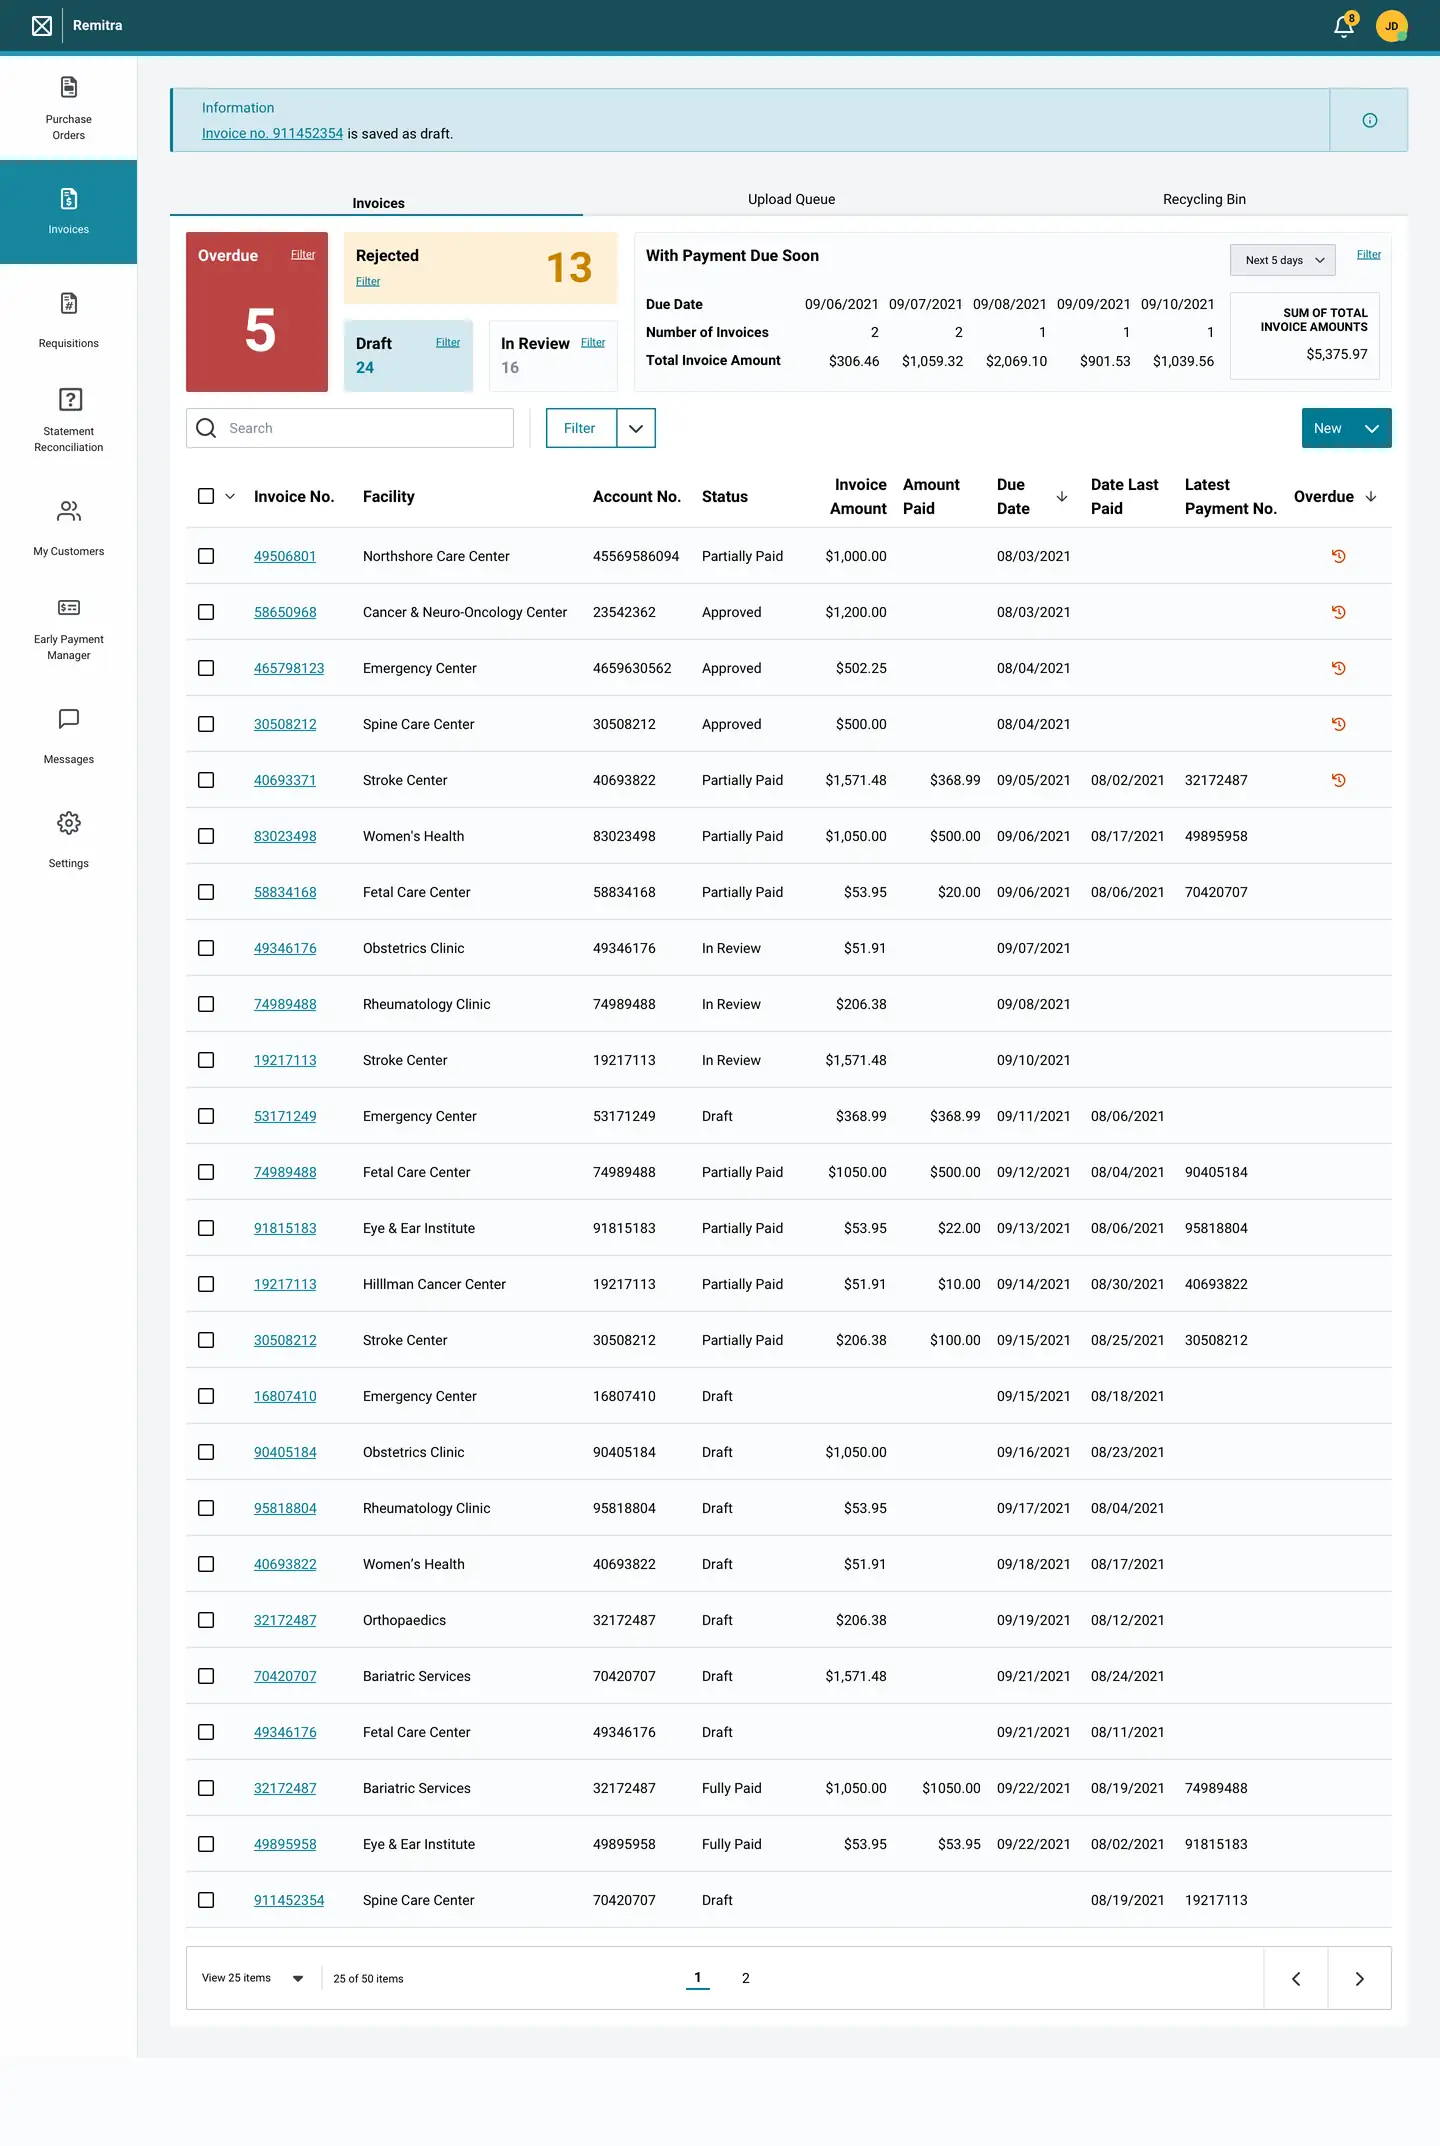 Remitra
8
JD
Purchase
Orders
Invoices
#
Requisitions
?
Statement
Reconciliation
My Customers
Early Payment
Manager
Messages
Settings
Information
Invoice no. 911452354 is saved as draft.
Invoices Upload Queue Recycling Bin
Overdue Filter
5
Rejected
Filter
13
Draft Filter
24
In Review Filter
16
With Payment Due Soon Next 5 days Filter
Due Date 09/06/2021 09/07/2021 09/08/2021 09/09/2021 09/10/2021
Number of Invoices 2 2 1 1 1
Total Invoice Amount $306.46 $1,059.32 $2,069.10 $901.53 $1,039.56
SUM OF TOTAL
INVOICE AMOUNTS
$5,375.97
Search Filter New
Invoice No. Facility Account No. Status Invoice Amount Amount Paid Due Date Date Last Paid Latest Payment No. Overdue
49506801 Northshore Care Center 45569586094 Partially Paid $1,000.00 08/03/2021
58650968 Cancer & Neuro-Oncology Center 23542362 Approved $1,200.00 08/03/2021
465798123 Emergency Center 4659630562 Approved $502.25 08/04/2021
30508212 Spine Care Center 30508212 Approved $500.00 08/04/2021
40693371 Stroke Center 40693822 Partially Paid $1,571.48 $368.99 09/05/2021 08/02/2021 32172487
83023498 Women's Health 83023498 Partially Paid $1,050.00 $500.00 09/06/2021 08/17/2021 49895958
58834168 Fetal Care Center 58834168 Partially Paid $53.95 $20.00 09/06/2021 08/06/2021 70420707
49346176 Obstetrics Clinic 49346176 In Review $51.91 09/07/2021
74989488 Rheumatology Clinic 74989488 In Review $206.38 09/08/2021
19217113 Stroke Center 19217113 In Review $1,571.48 09/10/2021
53171249 Emergency Center 53171249 Draft $368.99 $368.99 09/11/2021 08/06/2021
74989488 Fetal Care Center 74989488 Partially Paid $1050.00 $500.00 09/12/2021 08/04/2021 90405184
91815183 Eye & Ear Institute 91815183 Partially Paid $53.95 $22.00 09/13/2021 08/06/2021 95818804
19217113 Hilllman Cancer Center 19217113 Partially Paid $51.91 $10.00 09/14/2021 08/30/2021 40693822
30508212 Stroke Center 30508212 Partially Paid $206.38 $100.00 09/15/2021 08/25/2021 30508212
16807410 Emergency Center 16807410 Draft 09/15/2021 08/18/2021
90405184 Obstetrics Clinic 90405184 Draft $1,050.00 09/16/2021 08/23/2021
95818804 Rheumatology Clinic 95818804 Draft $53.95 09/17/2021 08/04/2021
40693822 Women’s Health 40693822 Draft $51.91 09/18/2021 08/17/2021
32172487 Orthopaedics 32172487 Draft $206.38 09/19/2021 08/12/2021
70420707 Bariatric Services 70420707 Draft $1,571.48 09/21/2021 08/24/2021
49346176 Fetal Care Center 49346176 Draft 09/21/2021 08/11/2021
32172487 Bariatric Services 32172487 Fully Paid $1,050.00 $1050.00 09/22/2021 08/19/2021 74989488
49895958 Eye & Ear Institute 49895958 Fully Paid $53.95 $53.95 09/22/2021 08/02/2021 91815183
911452354 Spine Care Center 70420707 Draft 08/19/2021 19217113
View 25 items 25 of 50 items 1 2